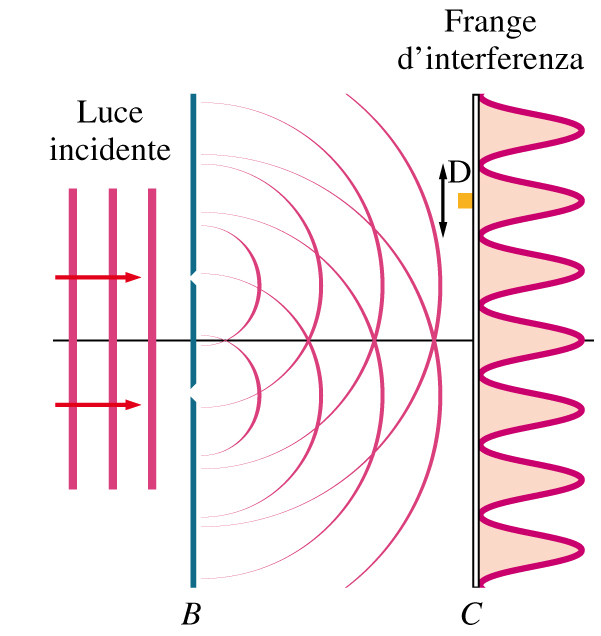 Frange
d’interferenza
Luce
incidente
D
B
C